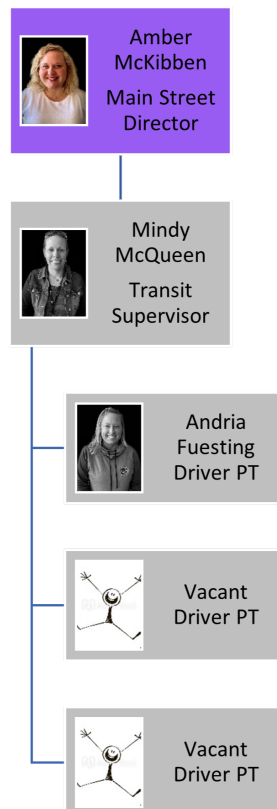 Amber
McKibben
Main Street
Director
Mindy
McQueen
Transit
Supervisor
Andria
Fuesting
Driver PT
Vacant
Driver PT
Vacant
Driver PT